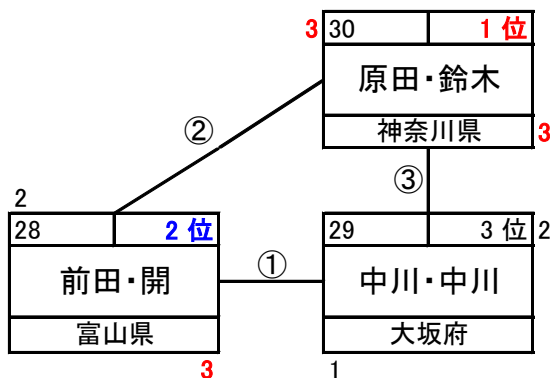 3 30 1 位
原田・鈴木
② 神奈川県 3
③
2
28 2 位 29 3 位 2
前田・開 ① 中川・中川
富山県 大坂府
3 1